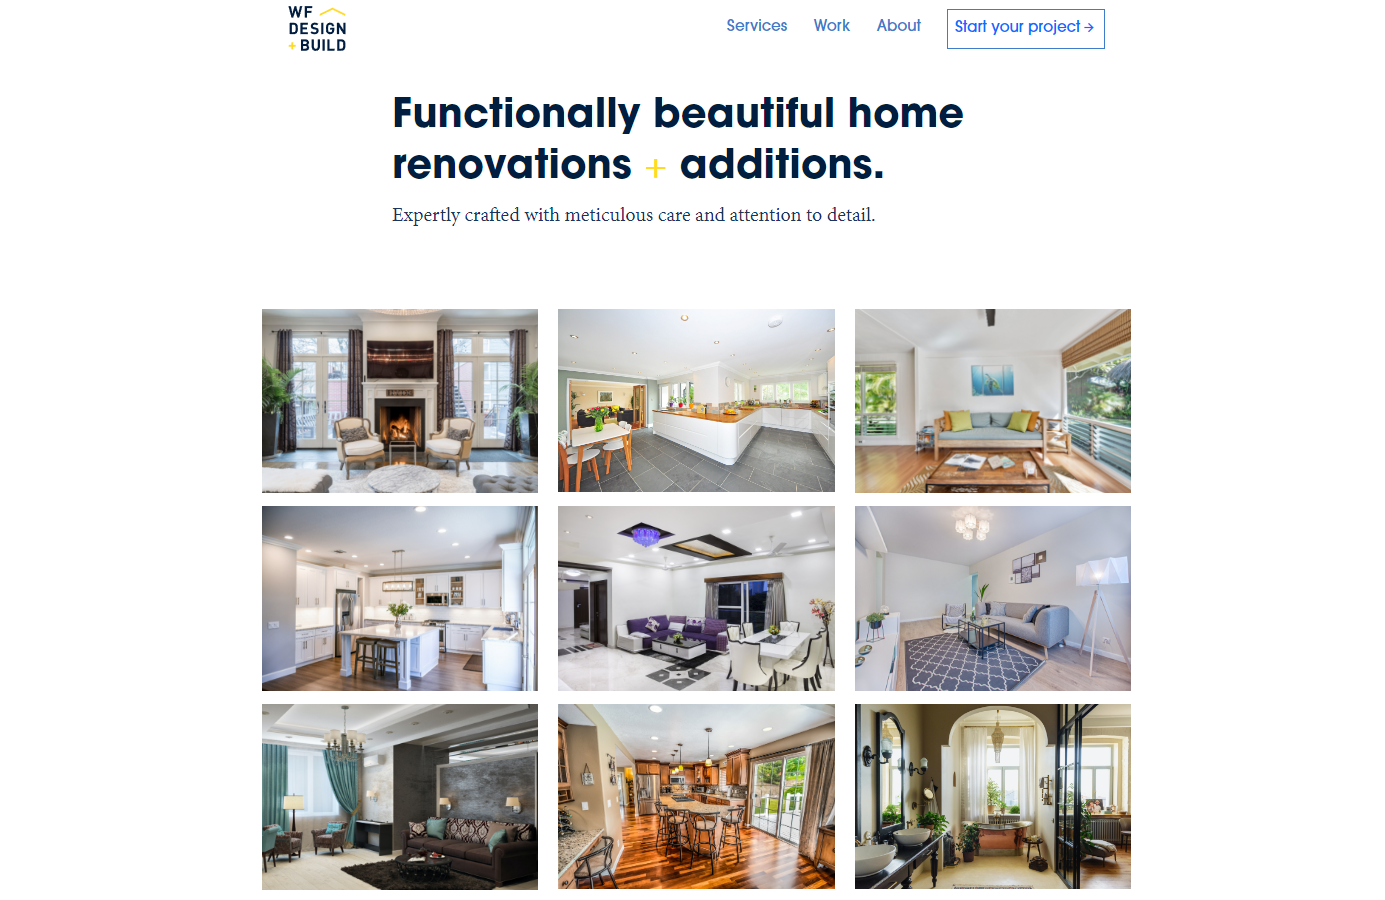 WF
DESIGN
+BUILD
Services Work About Start your project→
Functionally beautiful home
renovations + additions.
Expertly crafted with meticulous care and attention to detail.